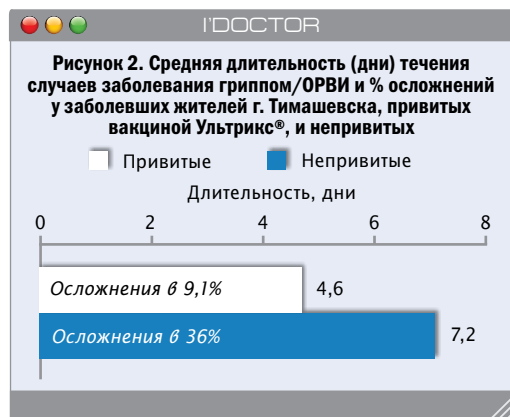 I'DOCTOR
Рисунок 2. Средняя длительность (дни) течения
случаев заболевания гриппом/ОРВИ и % осложнений
у заболевших жителей г. Тимашевска, привитых
вакциной Ультрикс®, и непривитых
Привитые Непривитые
Длительность, дни
0 2 4 6 8
Осложнения в 9,1% 4,6
Осложнения в 36% 7,2